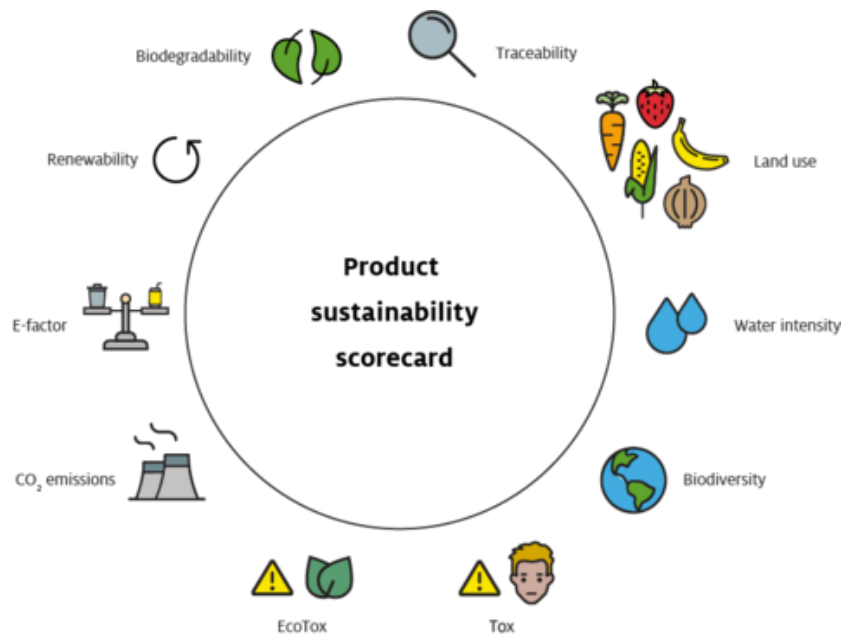 Biodegradability
Traceability
Renewability
Land use
Product
sustainability
scorecard
E-factor
Water intensity
CO₂ emissions
Biodiversity
EcoTox
Tox